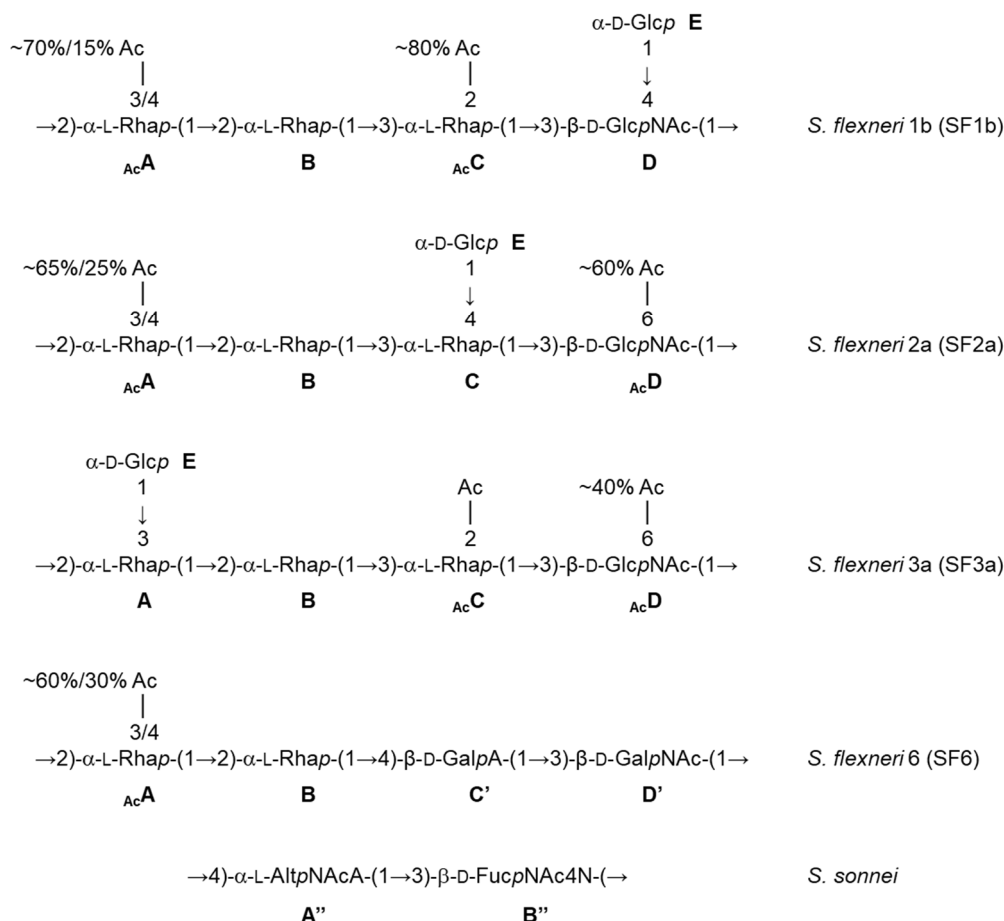 α-D-Glcp E
~70%/15% Ac ~80% Ac 1
| | ↓
3/4 2 4
→2)-α-L-Rhap-(1→2)-α-L-Rhap-(1→3)-α-L-Rhap-(1→3)-β-D-GlcpNAc-(1→ S. flexneri 1b (SF1b)
AcA B AcC D
α-D-Glcp E
~65%/25% Ac 1 ~60% Ac
| ↓ |
3/4 4 6
→2)-α-L-Rhap-(1→2)-α-L-Rhap-(1→3)-α-L-Rhap-(1→3)-β-D-GlcpNAc-(1→ S. flexneri 2a (SF2a)
AcA B C AcD
α-D-Glcp E
1 Ac ~40% Ac
↓ | |
3 2 6
→2)-α-L-Rhap-(1→2)-α-L-Rhap-(1→3)-α-L-Rhap-(1→3)-β-D-GlcpNAc-(1→ S. flexneri 3a (SF3a)
A B AcC AcD
~60%/30% Ac
|
3/4
→2)-α-L-Rhap-(1→2)-α-L-Rhap-(1→4)-β-D-GalpA-(1→3)-β-D-GalpNAc-(1→ S. flexneri 6 (SF6)
AcA B C’ D’
→4)-α-L-AltpNAcA-(1→3)-β-D-FucpNAc4N-(→ S. sonnei
A” B”